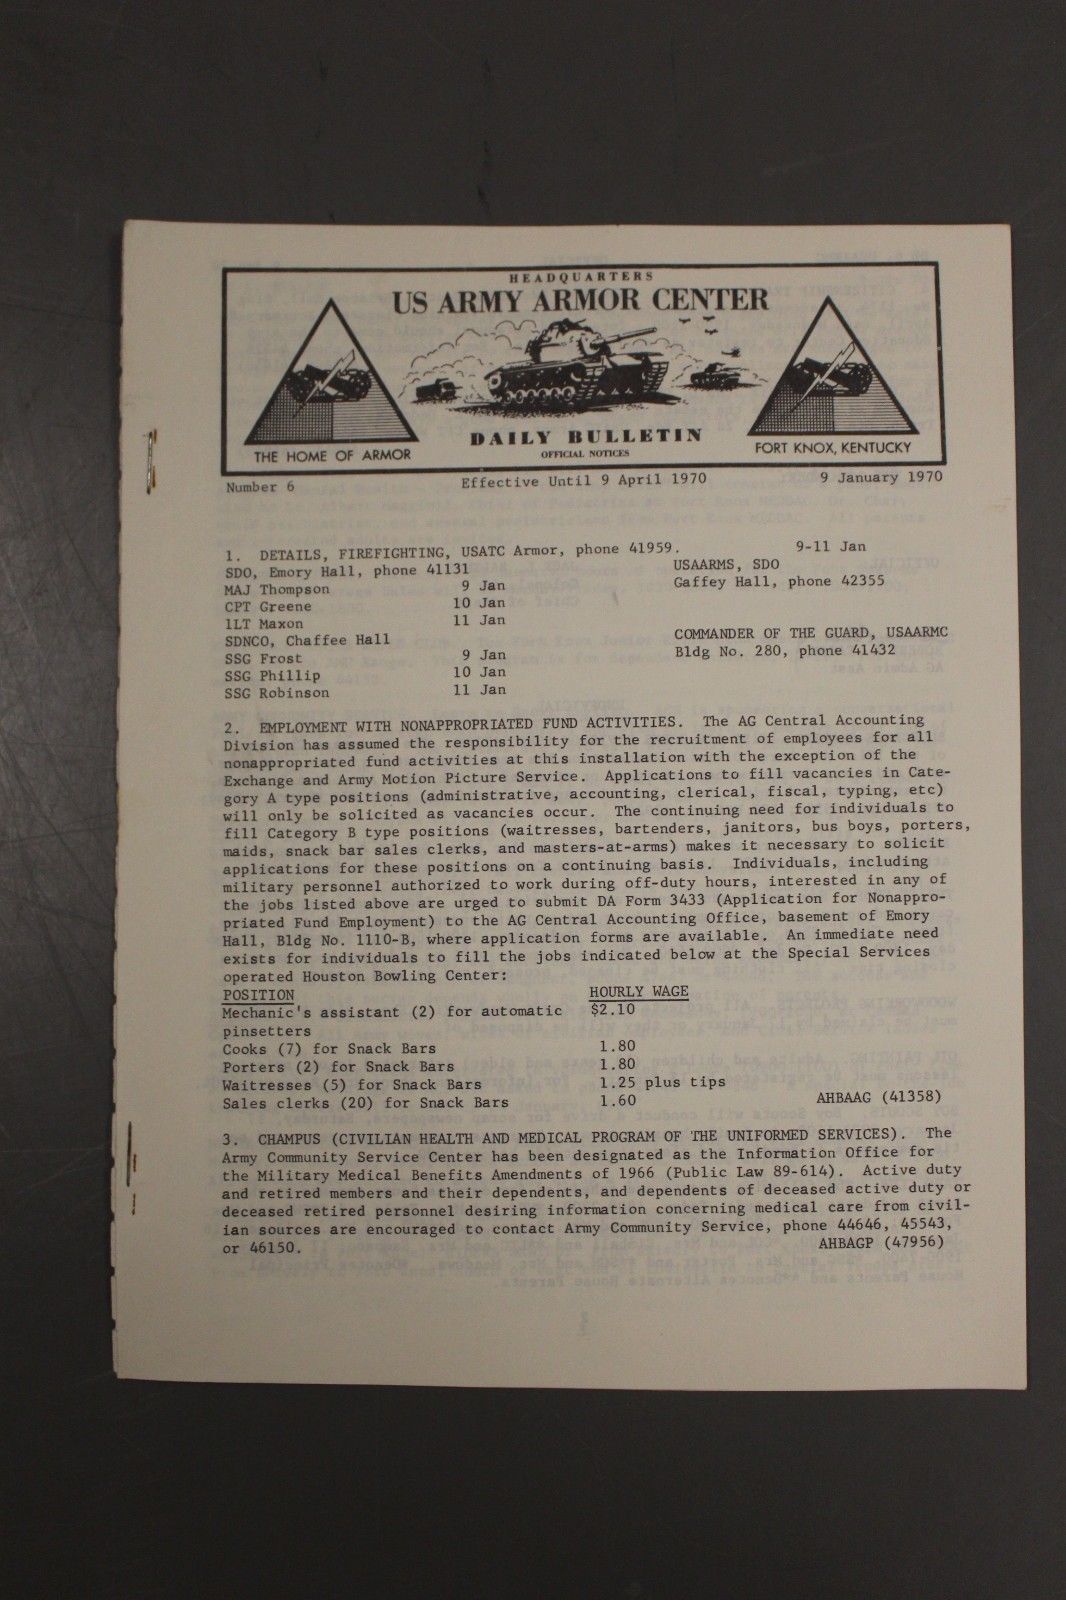 HEADQUARTERS
US ARMY ARMOR CENTER
DAILY BULLETIN
OFFICIAL NOTICES
THE HOME OF ARMOR
FORT KNOX, KENTUCKY
Number 6 Effective Until 9 April 1970 9 January 1970
1. DETAILS, FIREFIGHTING, USATC Armor, phone 41959. 9-11 Jan
SDO, Emory Hall, phone 41131 USAARMS, SDO
MAJ Thompson 9 Jan Gaffey Hall, phone 42355
CPT Greene 10 Jan
1LT Maxon 11 Jan
SDNCO, Chaffee Hall COMMANDER OF THE GUARD, USAARMC
SSG Frost 9 Jan Bldg No. 280, phone 41432
SSG Phillip 10 Jan
SSG Robinson 11 Jan
2. EMPLOYMENT WITH NONAPPROPRIATED FUND ACTIVITIES. The AG Central Accounting
Division has assumed the responsibility for the recruitment of employees for all
nonappropriated fund activities at this installation with the exception of the
Exchange and Army Motion Picture Service. Applications to fill vacancies in Cate-
gory A type positions (administrative, accounting, clerical, fiscal, typing, etc)
will only be solicited as vacancies occur. The continuing need for individuals to
fill Category B type positions (waitresses, bartenders, janitors, bus boys, porters,
maids, snack bar sales clerks, and masters-at-arms) makes it necessary to solicit
applications for these positions on a continuing basis. Individuals, including
military personnel authorized to work during off-duty hours, interested in any of
the jobs listed above are urged to submit DA Form 3433 (Application for Nonappro-
priated Fund Employment) to the AG Central Accounting Office, basement of Emory
Hall, Bldg No. 1110-B, where application forms are available. An immediate need
exists for individuals to fill the jobs indicated below at the Special Services
operated Houston Bowling Center:
POSITION HOURLY WAGE
Mechanic's assistant (2) for automatic $2.10
pinsetters
Cooks (7) for Snack Bars 1.80
Porters (2) for Snack Bars 1.80
Waitresses (5) for Snack Bars 1.25 plus tips
Sales clerks (20) for Snack Bars 1.60 AHBAAG (41358)
3. CHAMPUS (CIVILIAN HEALTH AND MEDICAL PROGRAM OF THE UNIFORMED SERVICES). The
Army Community Service Center has been designated as the Information Office for
the Military Medical Benefits Amendments of 1966 (Public Law 89-614). Active duty
and retired members and their dependents, and dependents of deceased active duty or
deceased retired personnel desiring information concerning medical care from civil-
ian sources are encouraged to contact Army Community Service, phone 44646, 45543,
or 46150. AHBAGP (47956)